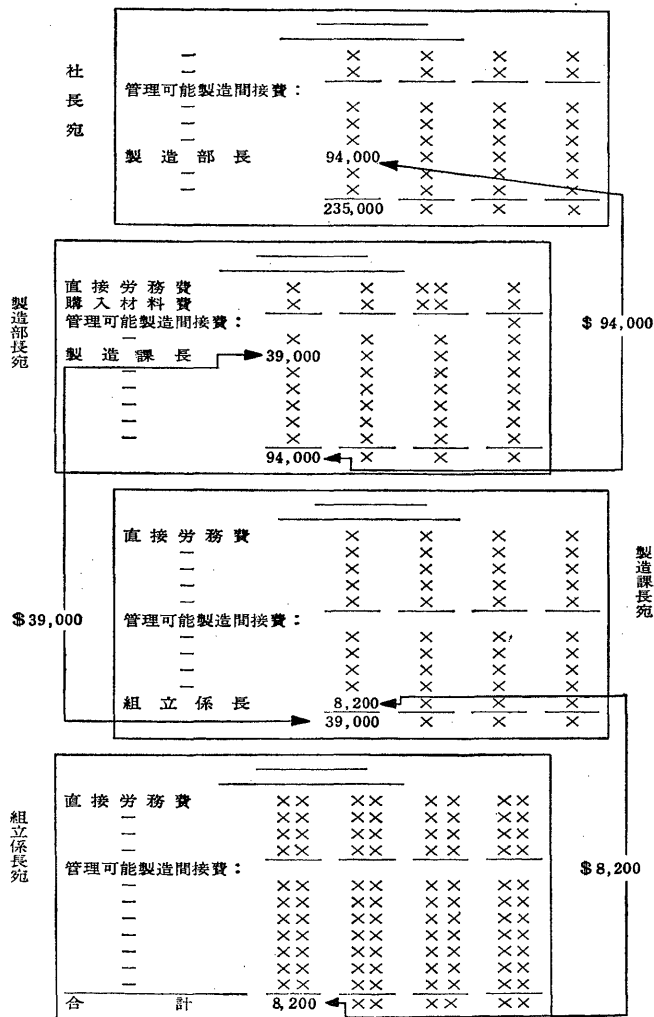 社長宛
— × × × ×
— × × × ×
管理可能製造間接費：
— × × × ×
— × × × ×
— × × × ×
製造部長 94,000 × × ×
— × × × ×
— × × × ×
235,000 × × ×
製造部長宛
直接労務費 × × ×× ×
購入材料費 × × ×× ×
管理可能製造間接費： ×
— × × × ×
製造課長 39,000 × × ×
— × × × ×
— × × × ×
— × × × ×
— × × × ×
— × × × ×
94,000 × × ×
$94,000
製造課長宛
直接労務費 × × × ×
— × × × ×
— × × × ×
— × × × ×
— × × × ×
管理可能製造間接費：
— × × × ×
— × × × ×
— × × × ×
— × × × ×
組立係長 8,200 × × ×
39,000 × × ×
$39,000
組立係長宛
直接労務費 ×× ×× ×× ××
— ×× ×× ×× ××
— ×× ×× ×× ××
— ×× ×× ×× ××
管理可能製造間接費：
— ×× ×× ×× ××
— ×× ×× ×× ××
— ×× ×× ×× ××
— ×× ×× ×× ××
— ×× ×× ×× ××
— ×× ×× ×× ××
— ×× ×× ×× ××
合計 8,200 ×× ×× ××
$8,200